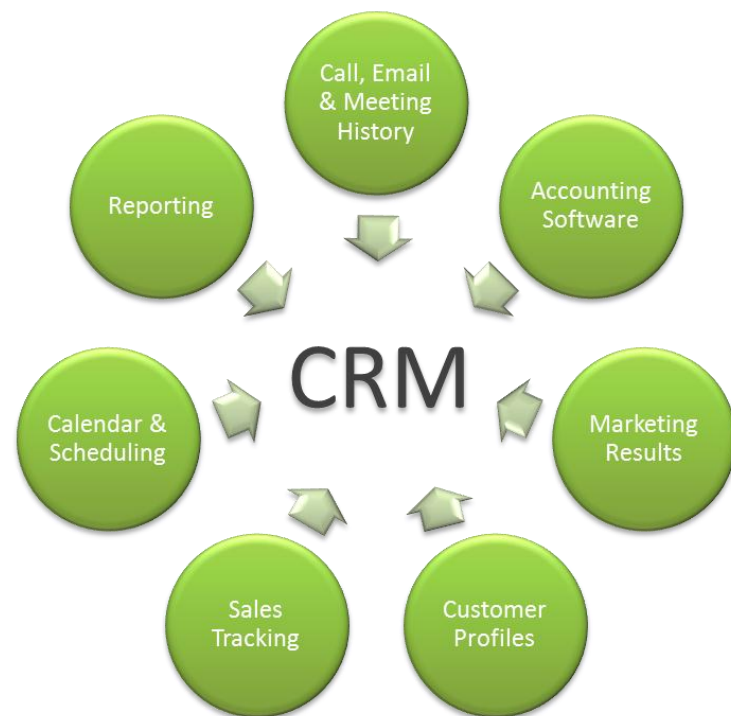 Call, Email
& Meeting
History
Accounting
Software
Marketing
Results
Customer
Profiles
Sales
Tracking
Calendar &
Scheduling
Reporting
CRM